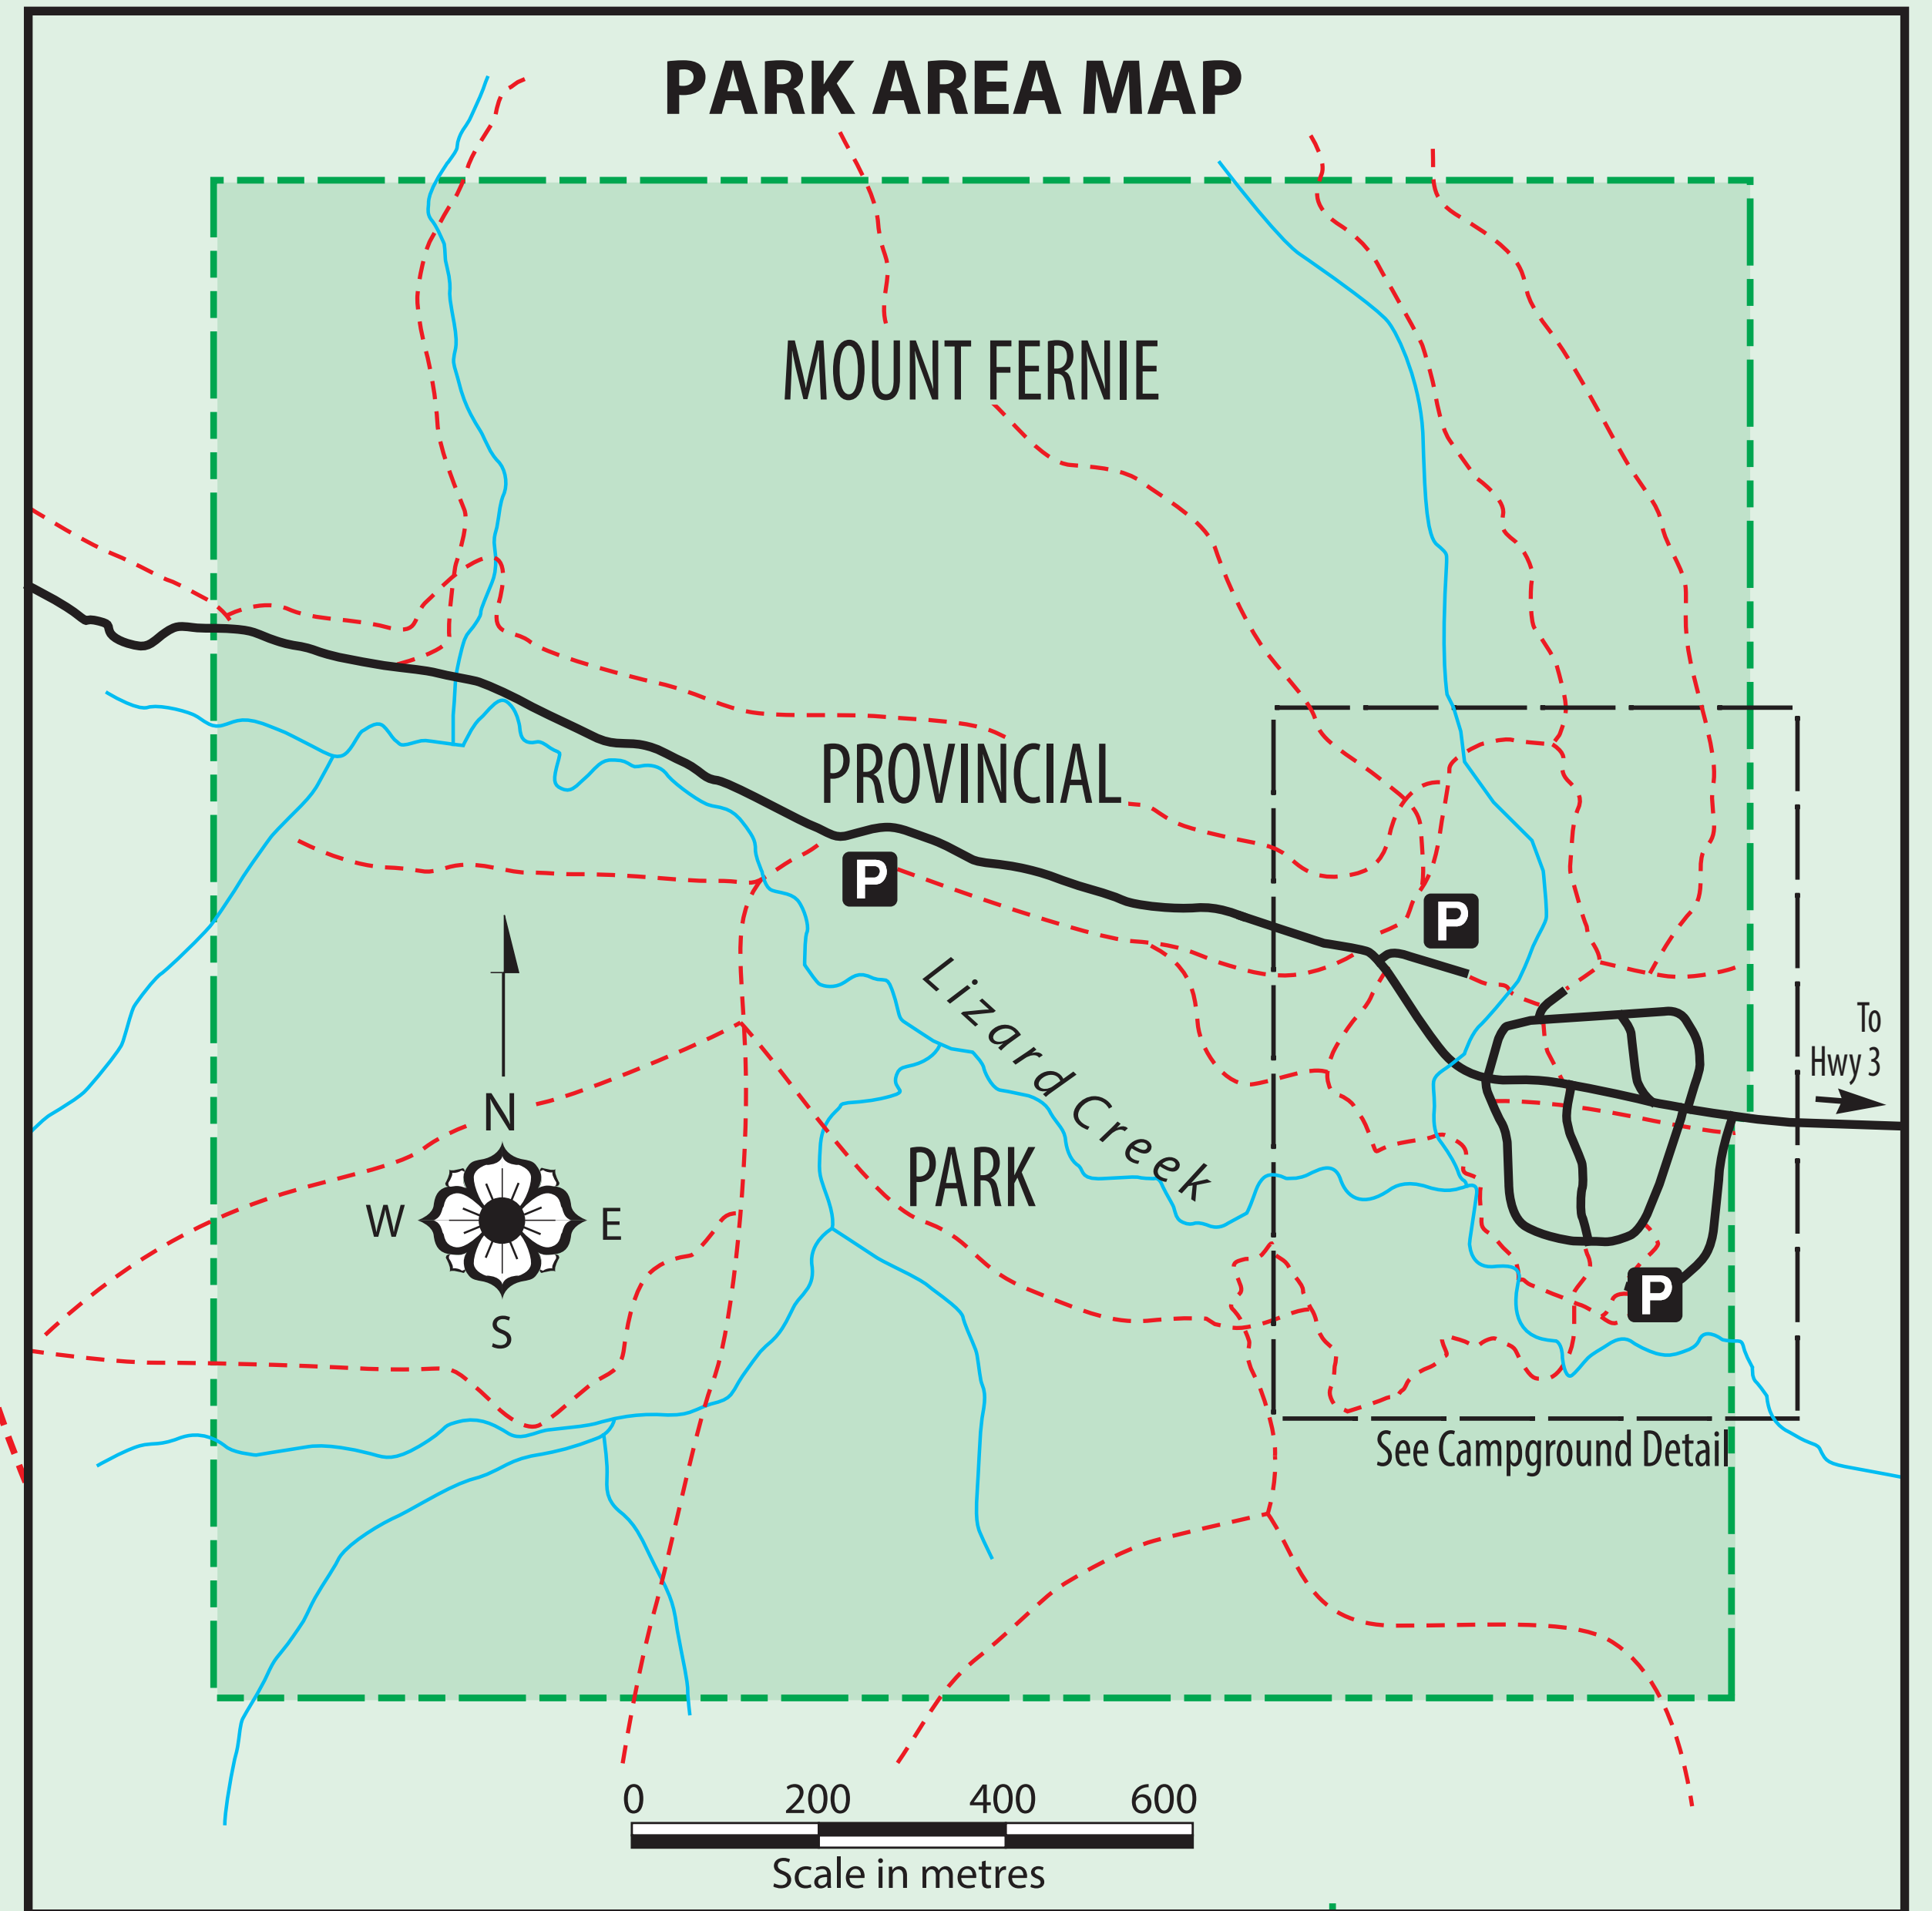 PARK AREA MAP
MOUNT FERNIE
PROVINCIAL
P
P
Lizard Creek
To
Hwy 3
N
PARK
W
E
P
S
See Campground Detail
0 200 400 600
Scale in metres